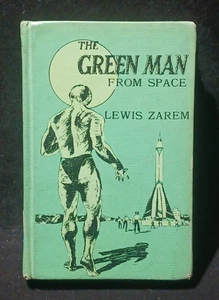 THE
GREEN MAN
FROM SPACE
LEWIS ZAREM